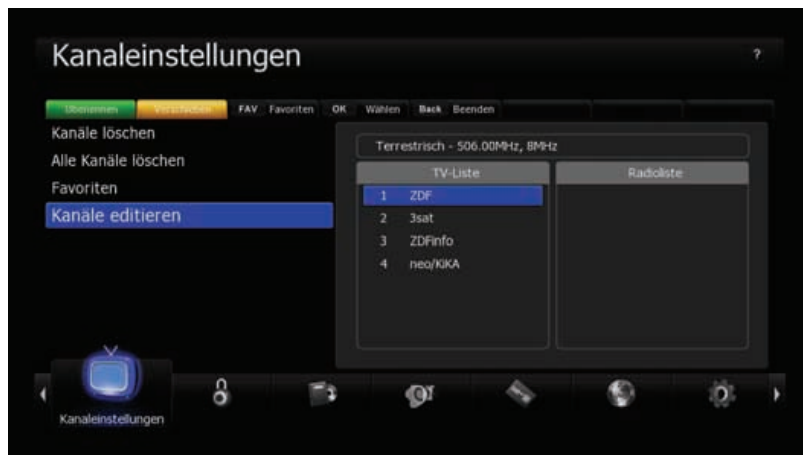 Kanaleinstellungen
?
Übernehmen Verschieben FAV Favoriten OK Wählen Back Beenden
Kanäle löschen
Alle Kanäle löschen
Favoriten
Kanäle editieren
Terrestrisch - 506.00MHz, 8MHz
TV-Liste Radioliste
1 ZDF
2 3sat
3 ZDFinfo
4 neo/KiKA
Kanaleinstellungen